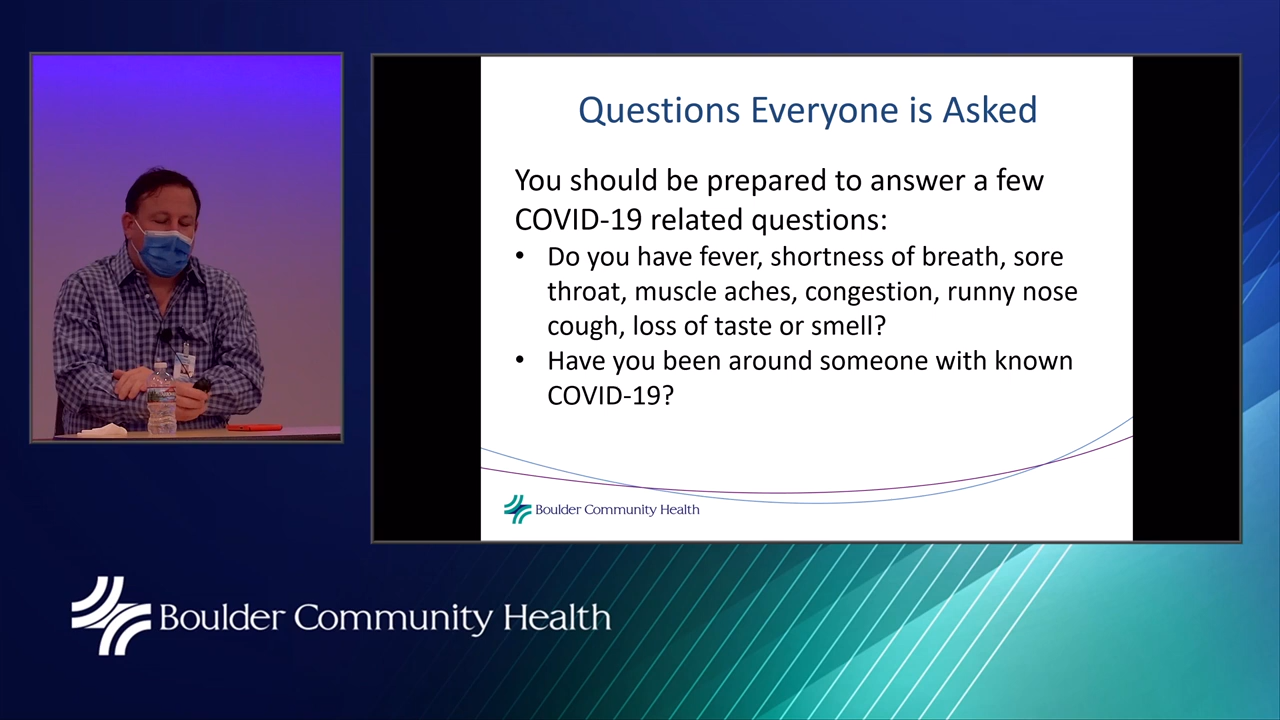 Questions Everyone is Asked
You should be prepared to answer a few
COVID-19 related questions:
• Do you have fever, shortness of breath, sore
throat, muscle aches, congestion, runny nose
cough, loss of taste or smell?
• Have you been around someone with known
COVID-19?
Boulder Community Health
Boulder Community Health